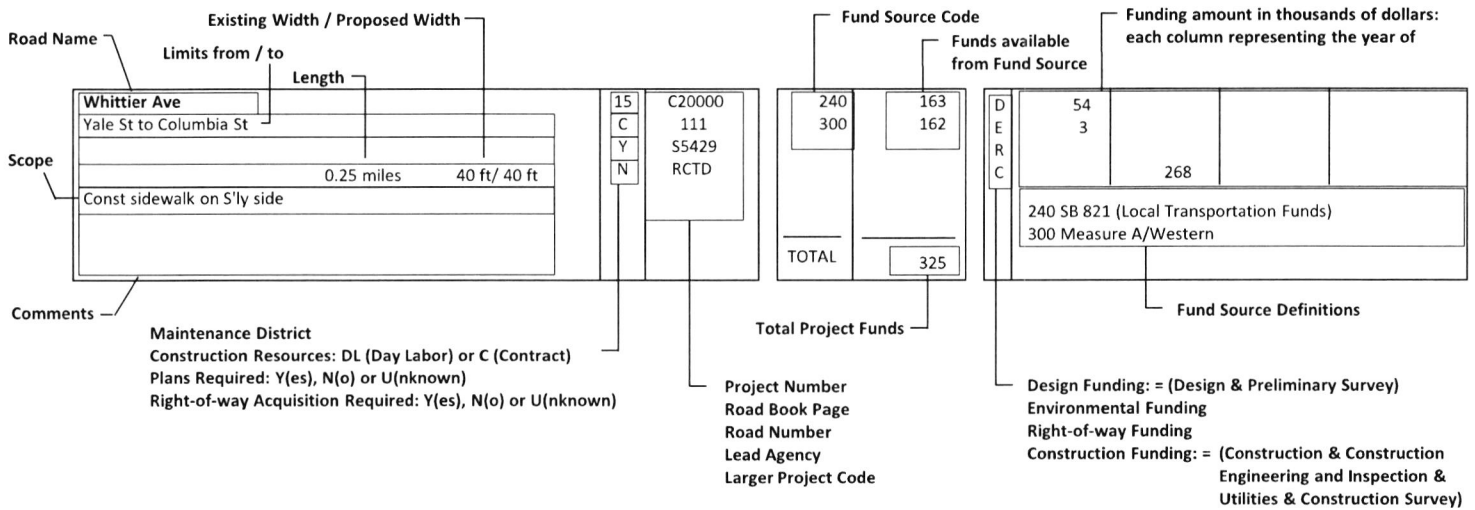 Existing Width / Proposed Width
Road Name
Limits from / to
Length
Fund Source Code
Funds available
from Fund Source
Funding amount in thousands of dollars:
each column representing the year of
Whittier Ave
Yale St to Columbia St
0.25 miles 40 ft/ 40 ft
Scope
Const sidewalk on S'ly side
Comments
15
C
Y
N
C20000
111
S5429
RCTD
240 163
300 162
TOTAL 325
D 54
E 3
R
C 268
240 SB 821 (Local Transportation Funds)
300 Measure A/Western
Maintenance District
Construction Resources: DL (Day Labor) or C (Contract)
Plans Required: Y(es), N(o) or U(nknown)
Right-of-way Acquisition Required: Y(es), N(o) or U(nknown)
Project Number
Road Book Page
Road Number
Lead Agency
Larger Project Code
Total Project Funds
Fund Source Definitions
Design Funding: = (Design & Preliminary Survey)
Environmental Funding
Right-of-way Funding
Construction Funding: = (Construction & Construction
Engineering and Inspection &
Utilities & Construction Survey)